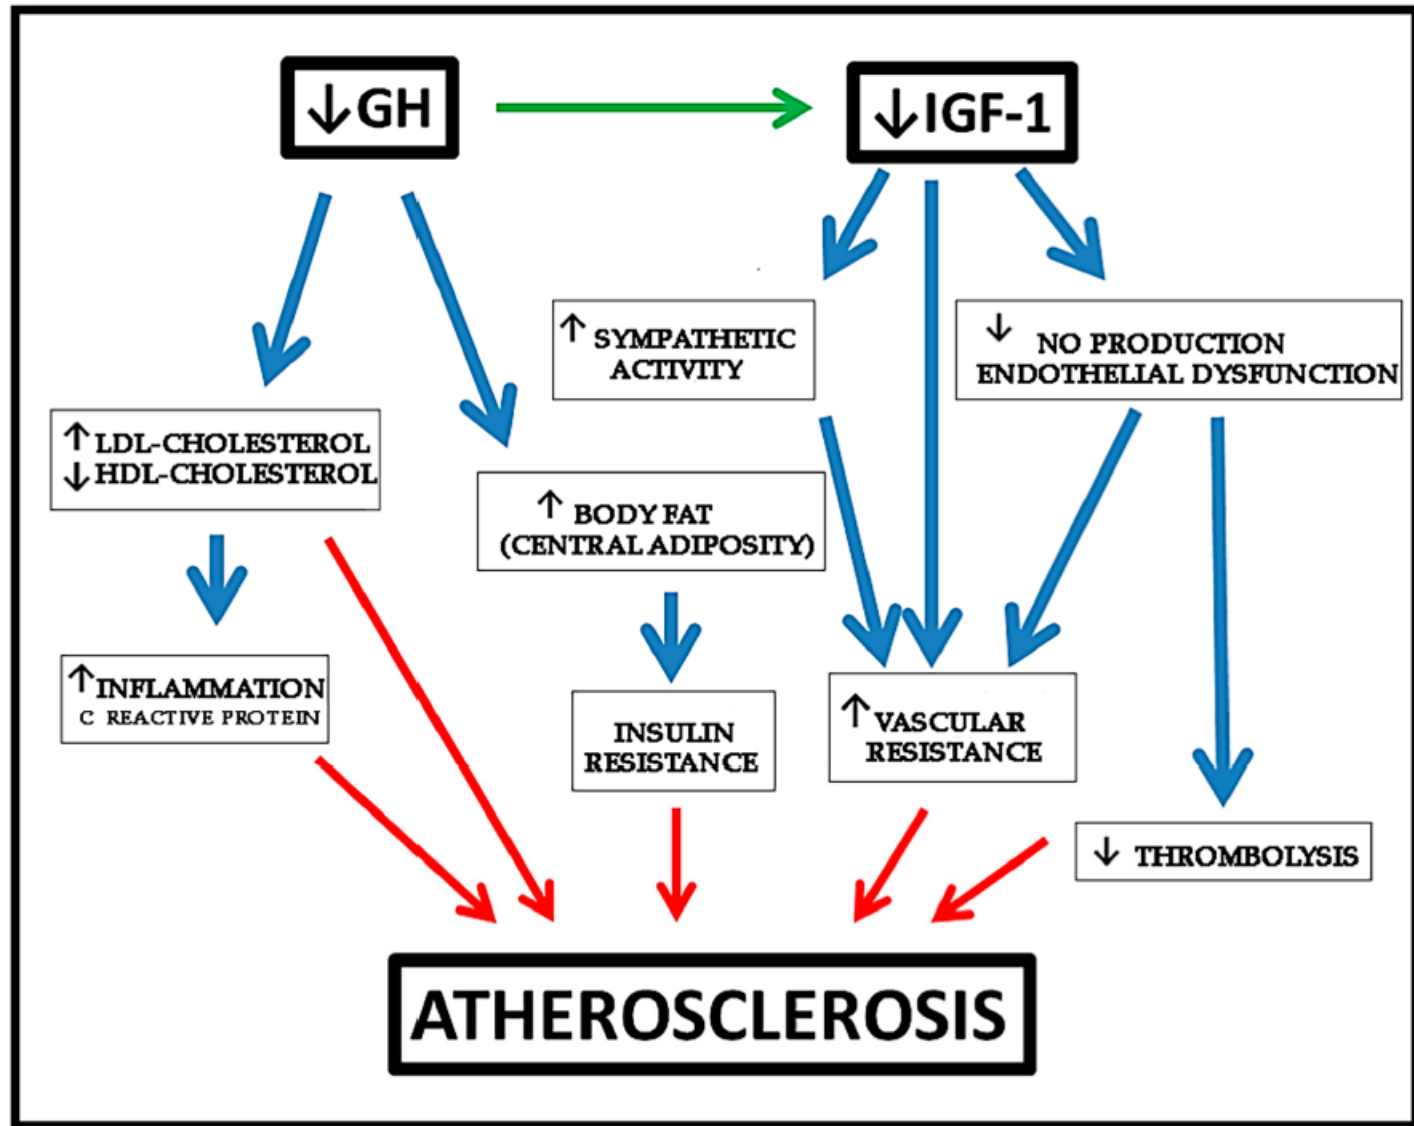 ↓GH
↓IGF-1
↑ SYMPATHETIC
ACTIVITY
↓ NO PRODUCTION
ENDOTHELIAL DYSFUNCTION
↑ LDL-CHOLESTEROL
↓ HDL-CHOLESTEROL
↑ BODY FAT
(CENTRAL ADIPOSITY)
↑ INFLAMMATION
C REACTIVE PROTEIN
INSULIN
RESISTANCE
↑ VASCULAR
RESISTANCE
↓ THROMBOLYSIS
ATHEROSCLEROSIS